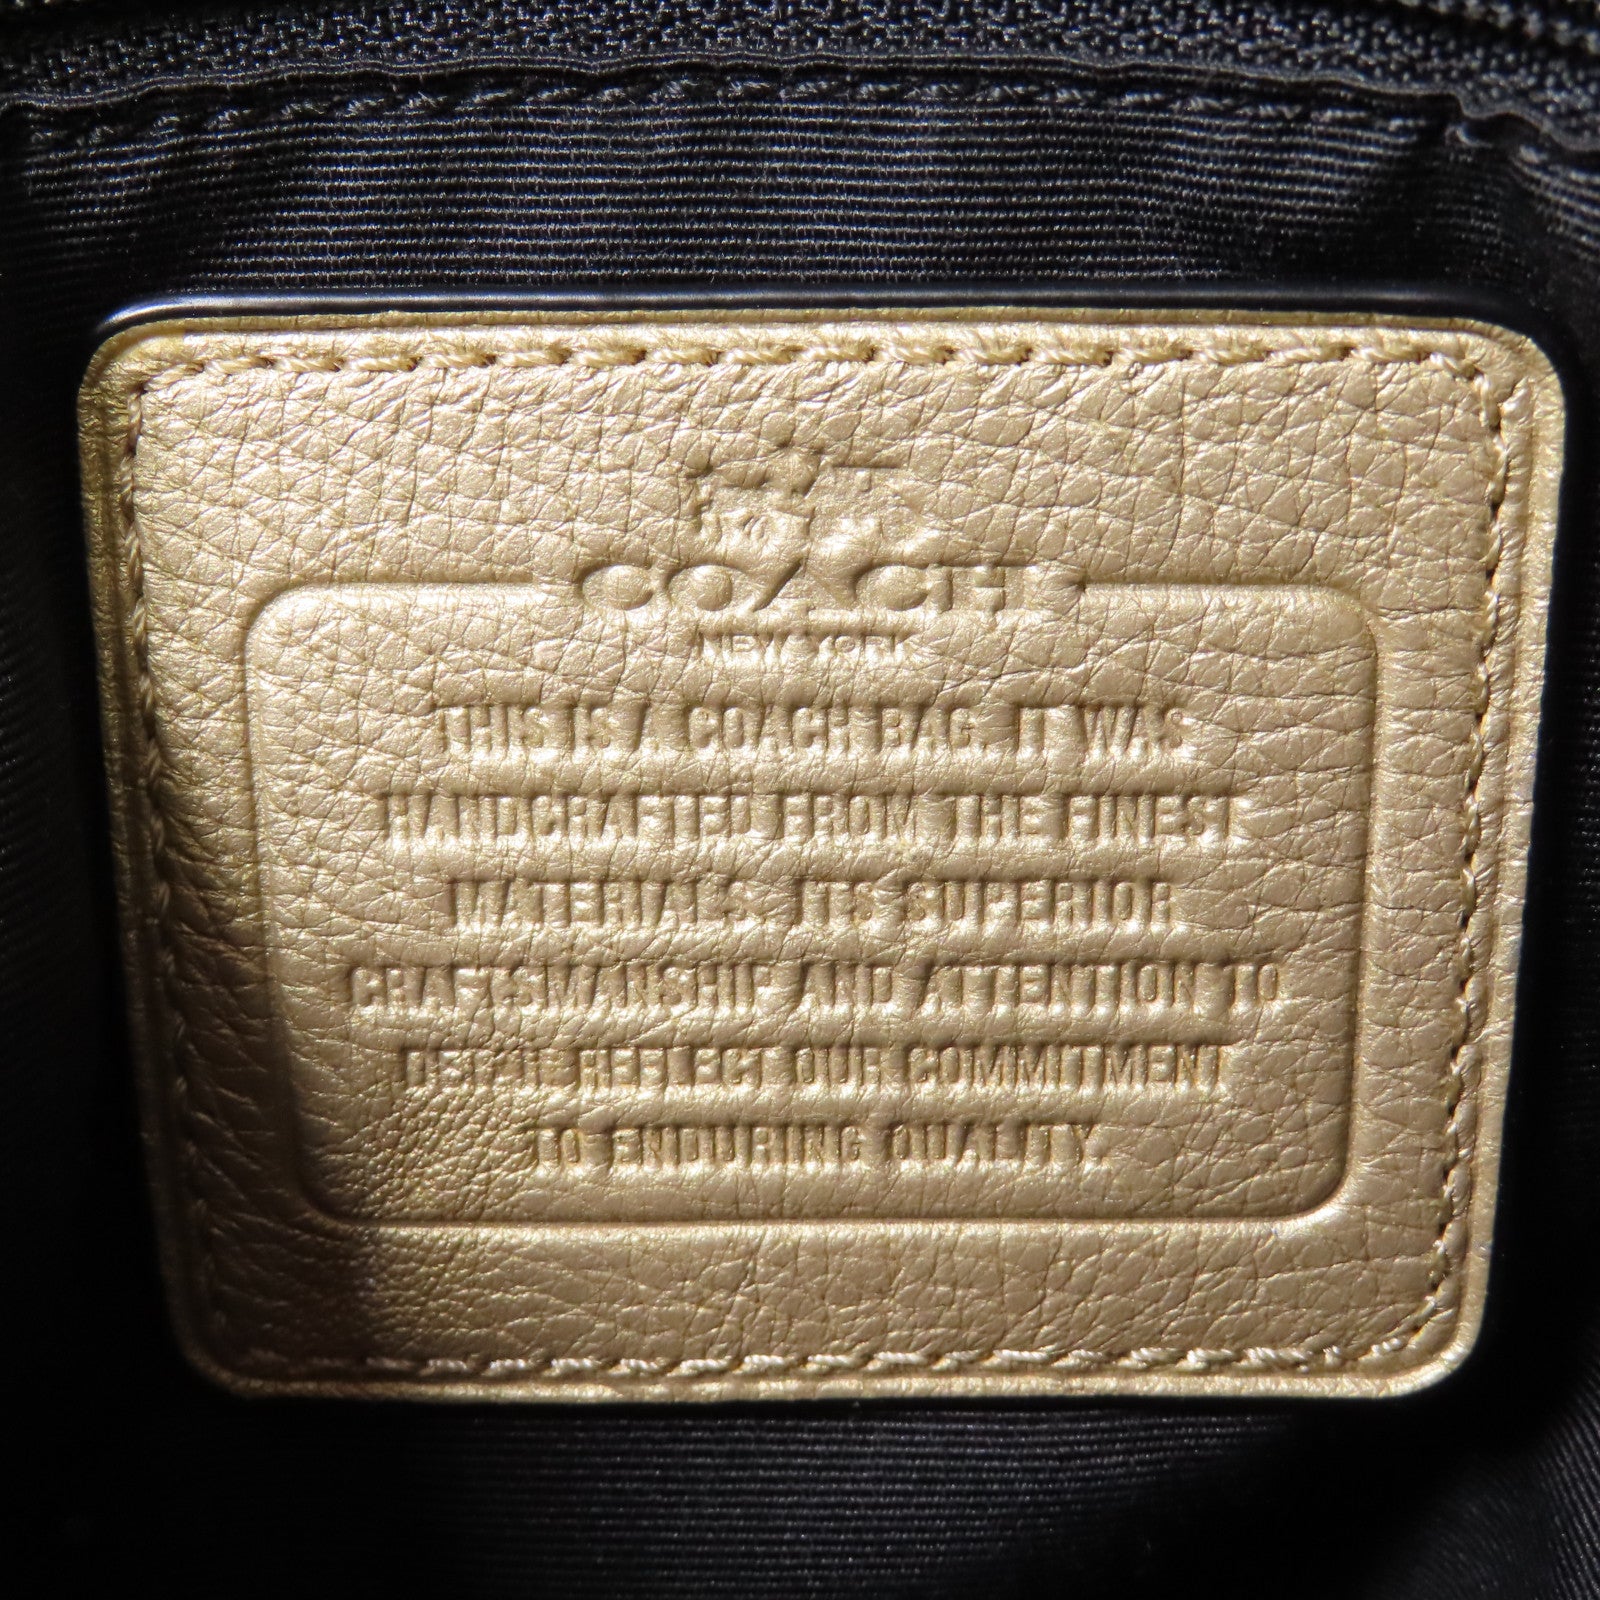 COACH
NEW YORK
THIS IS A COACH BAG. IT WAS
HANDCRAFTED FROM THE FINEST
MATERIALS. ITS SUPERIOR
CRAFTSMANSHIP AND ATTENTION TO
DETAIL REFLECT OUR COMMITMENT
TO ENDURING QUALITY.